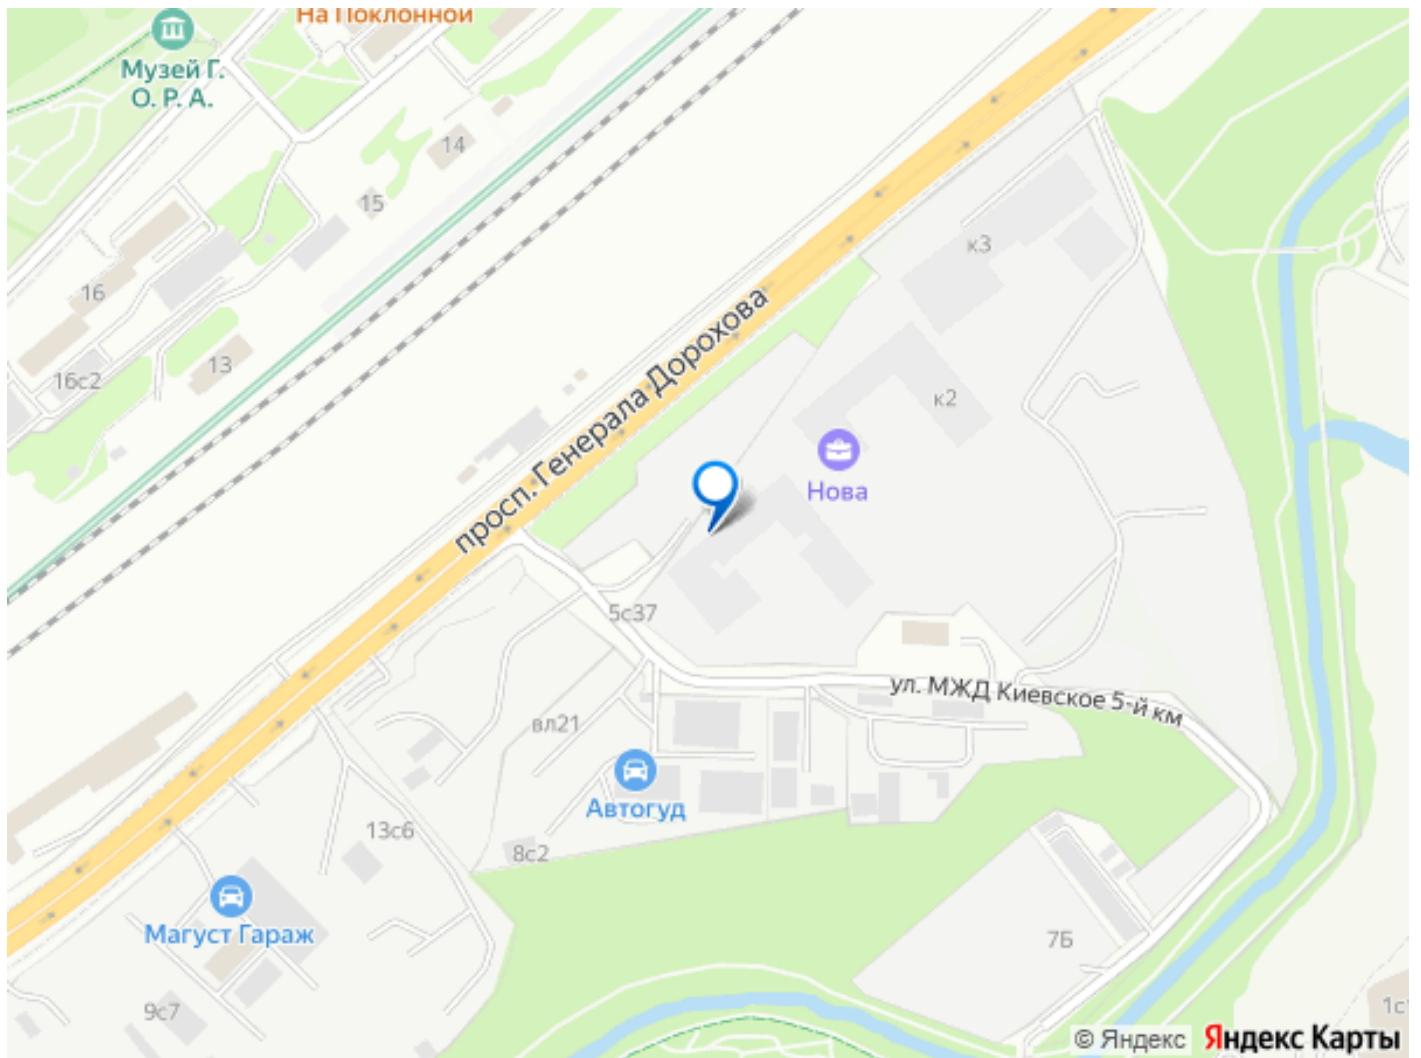 На Поклонной
Музей Г.
О. Р. А.
14
15
к3
16
просп. Генерала Дорохова
13
16с2
к2
Нова
5с37
ул. МЖД Киевское 5-й км
вл21
Автогуд
13с6
8с2
Магуст Гараж
7Б
9с7
© Яндекс
Яндекс Карты